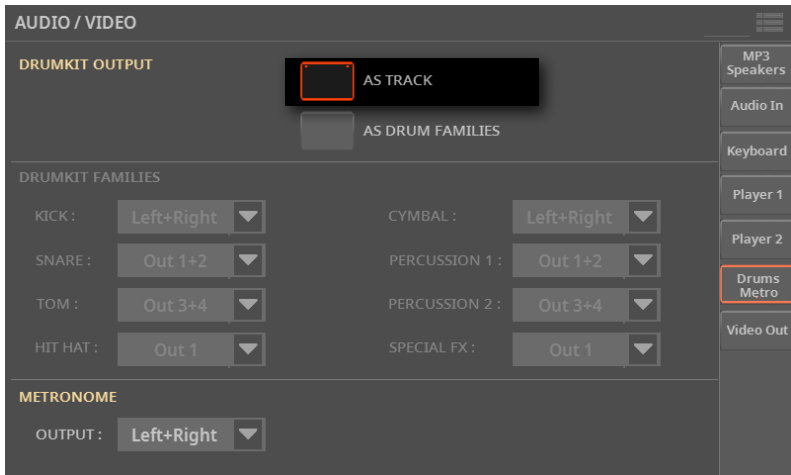 AUDIO / VIDEO
DRUMKIT OUTPUT
AS TRACK
AS DRUM FAMILIES
DRUMKIT FAMILIES
KICK : Left+Right
CYMBAL : Left+Right
SNARE : Out 1+2
PERCUSSION 1 : Out 1+2
TOM : Out 3+4
PERCUSSION 2 : Out 3+4
HIT HAT : Out 1
SPECIAL FX : Out 1
METRONOME
OUTPUT : Left+Right
MP3
Speakers
Audio In
Keyboard
Player 1
Player 2
Drums
Metro
Video Out